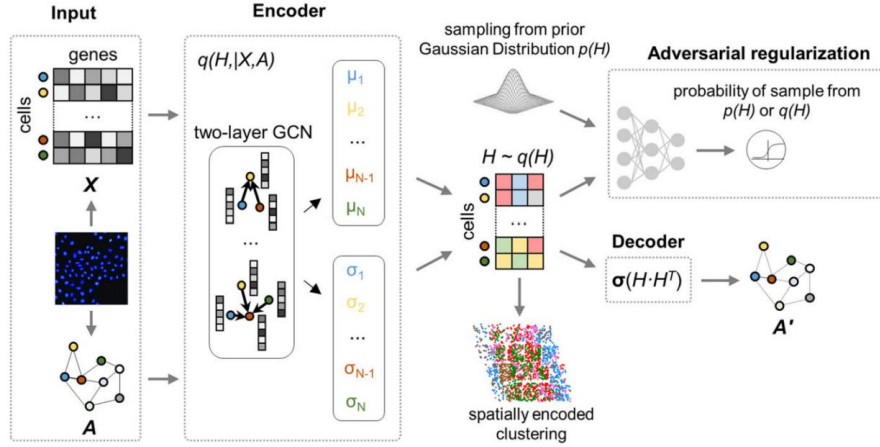 Input
genes
cells
...
X
A
Encoder
q(H,|X,A)
two-layer GCN
...
μ1
μ2
...
μN-1
μN
σ1
σ2
...
σN-1
σN
sampling from prior
Gaussian Distribution p(H)
H ~ q(H)
cells
...
spatially encoded
clustering
Adversarial regularization
probability of sample from
p(H) or q(H)
Decoder
σ(H·Hᵀ)
A'